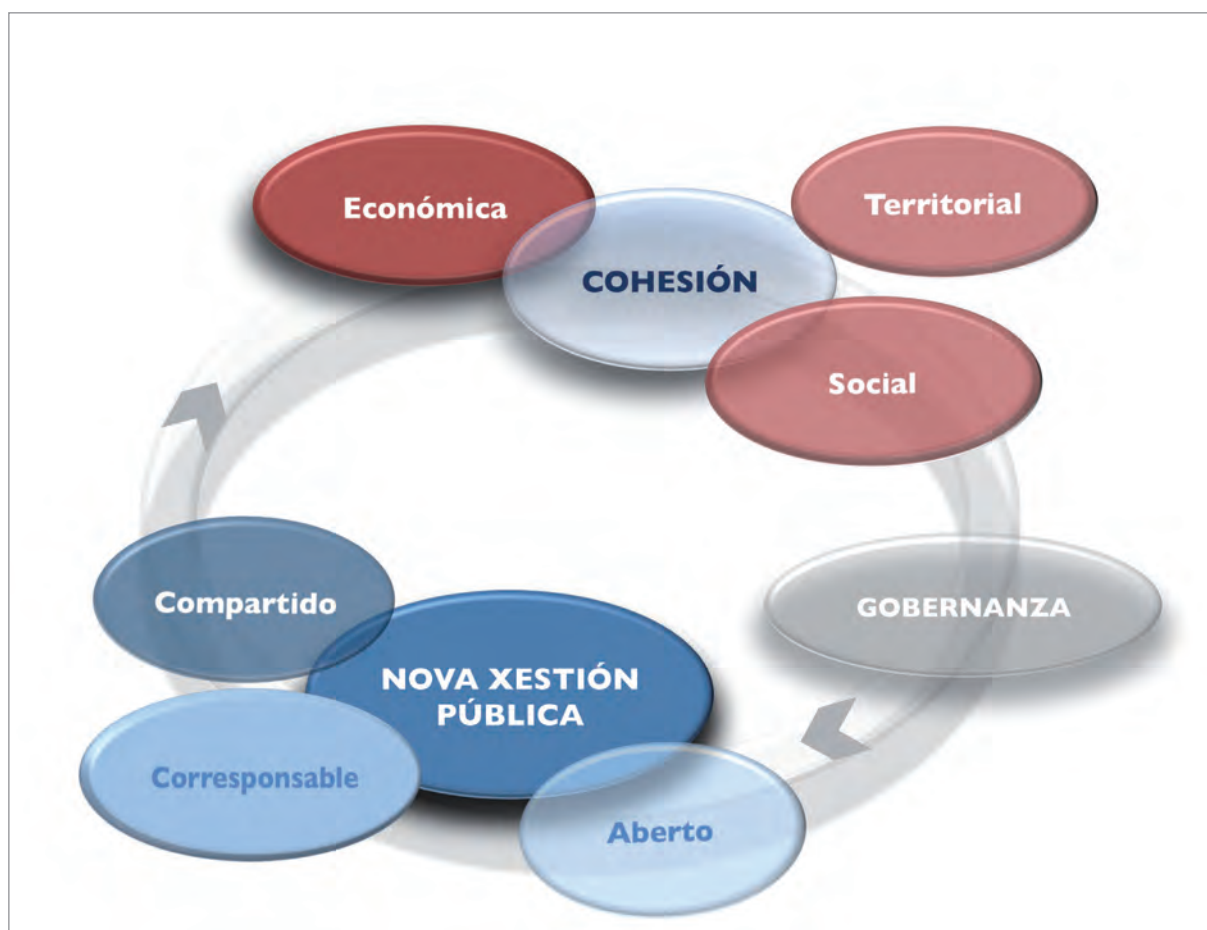 Económica
Territorial
COHESIÓN
Social
Compartido
GOBERNANZA
NOVA XESTIÓN
PÚBLICA
Corresponsable
Aberto